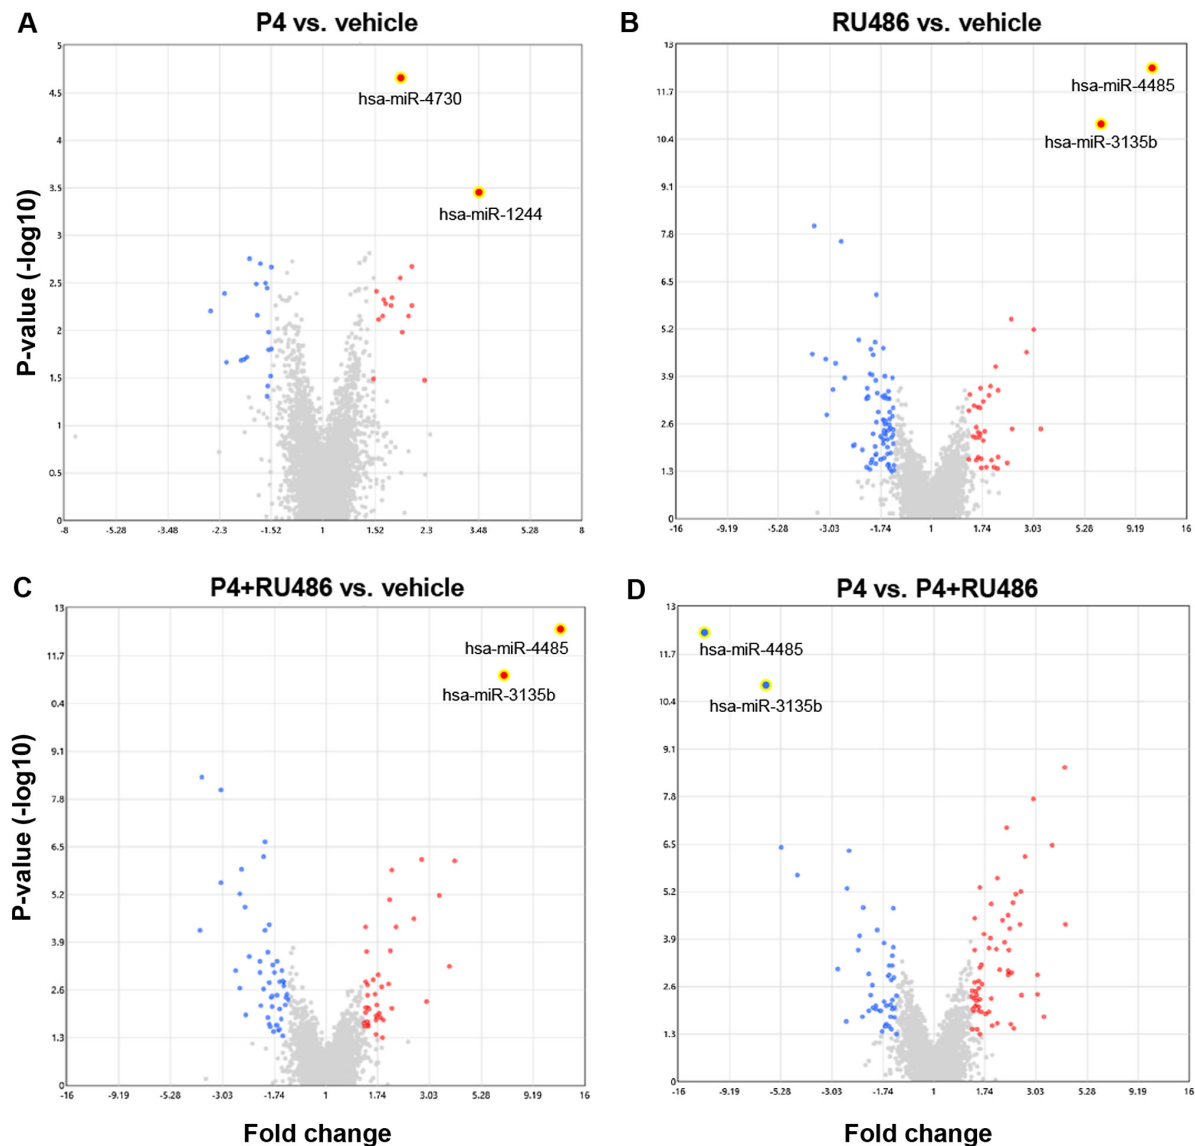 A
P4 vs. vehicle
5
4.5
4
3.5
3
2.5
2
1.5
1
0.5
0
-8 -5.28 -3.48 -2.3 -1.52 1 1.52 2.3 3.48 5.28 8
hsa-miR-4730
hsa-miR-1244
P-value (-log10)
B
RU486 vs. vehicle
13
11.7
10.4
9.1
7.8
6.5
5.2
3.9
2.6
1.3
0
-16 -9.19 -5.28 -3.03 -1.74 1 1.74 3.03 5.28 9.19 16
hsa-miR-4485
hsa-miR-3135b
C
P4+RU486 vs. vehicle
13
11.7
0.4
9.1
7.8
6.5
5.2
3.9
2.6
1.3
0
-16 -9.19 -5.28 -3.03 -1.74 1 1.74 3.03 5.28 9.19 16
hsa-miR-4485
hsa-miR-3135b
P-value (-log10)
Fold change
D
P4 vs. P4+RU486
13
11.7
10.4
9.1
7.8
6.5
5.2
3.9
2.6
1.3
0
-16 -9.19 -5.28 -3.03 -1.74 1 1.74 3.03 5.28 9.19 16
hsa-miR-4485
hsa-miR-3135b
Fold change